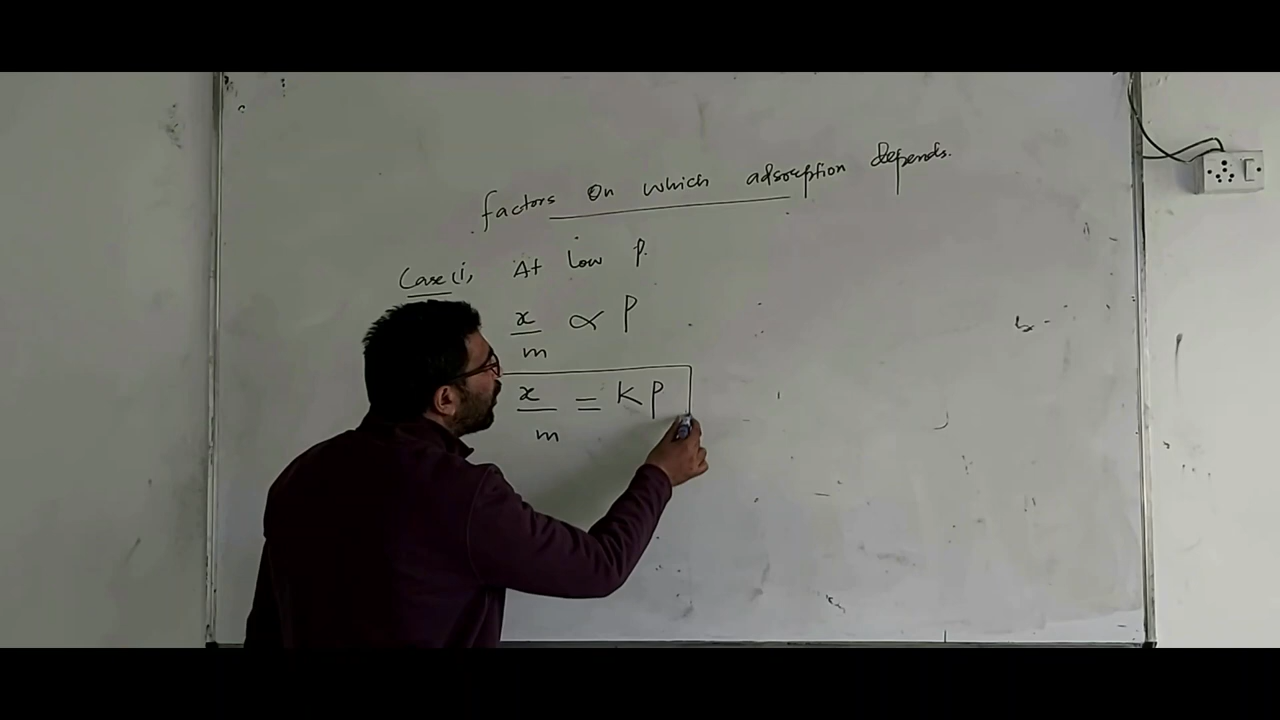 factors On which adsorption depends.
Case (i), At low P.
x/m ∝ P
x/m = KP